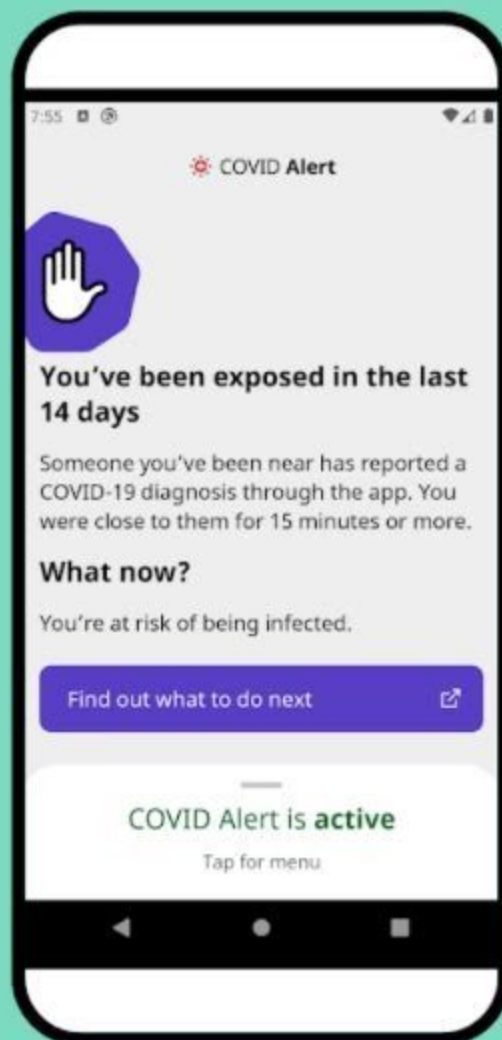 7:55
COVID Alert
You've been exposed in the last
14 days
Someone you've been near has reported a
COVID-19 diagnosis through the app. You
were close to them for 15 minutes or more.
What now?
You're at risk of being infected.
Find out what to do next
COVID Alert is active
Tap for menu